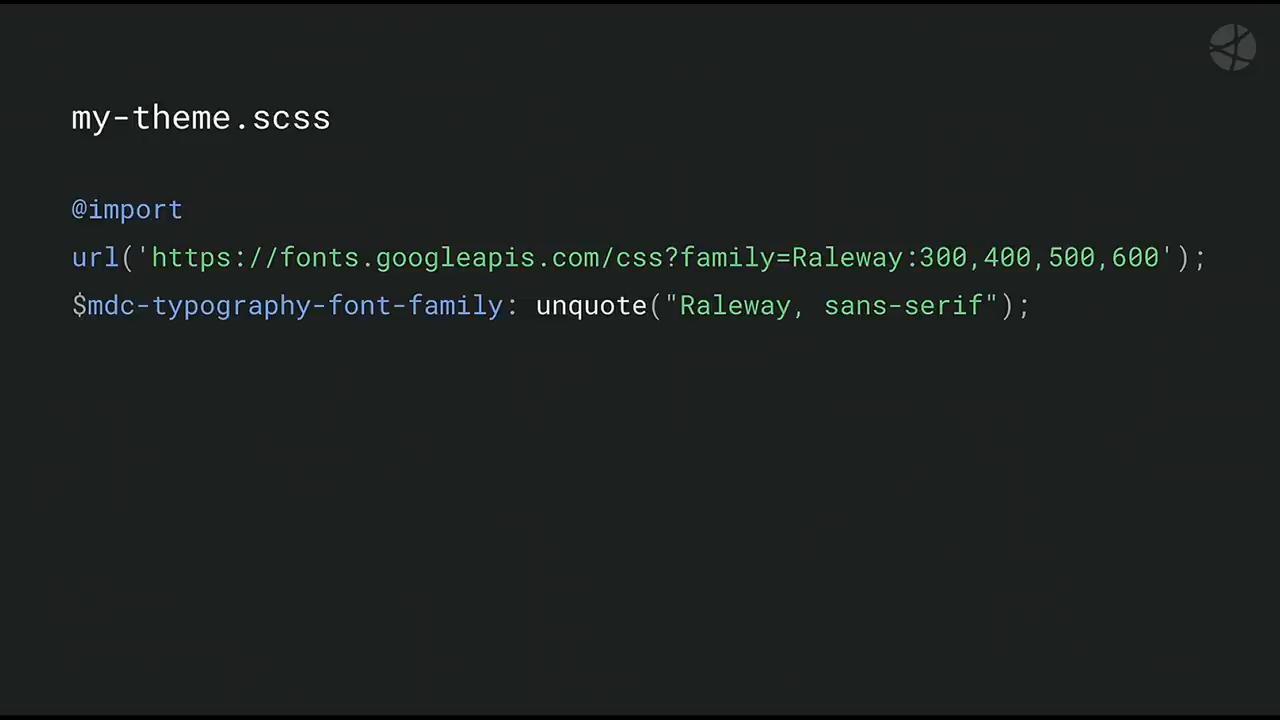 my-theme.scss
@import
url('https://fonts.googleapis.com/css?family=Raleway:300,400,500,600');
$mdc-typography-font-family: unquote("Raleway, sans-serif");